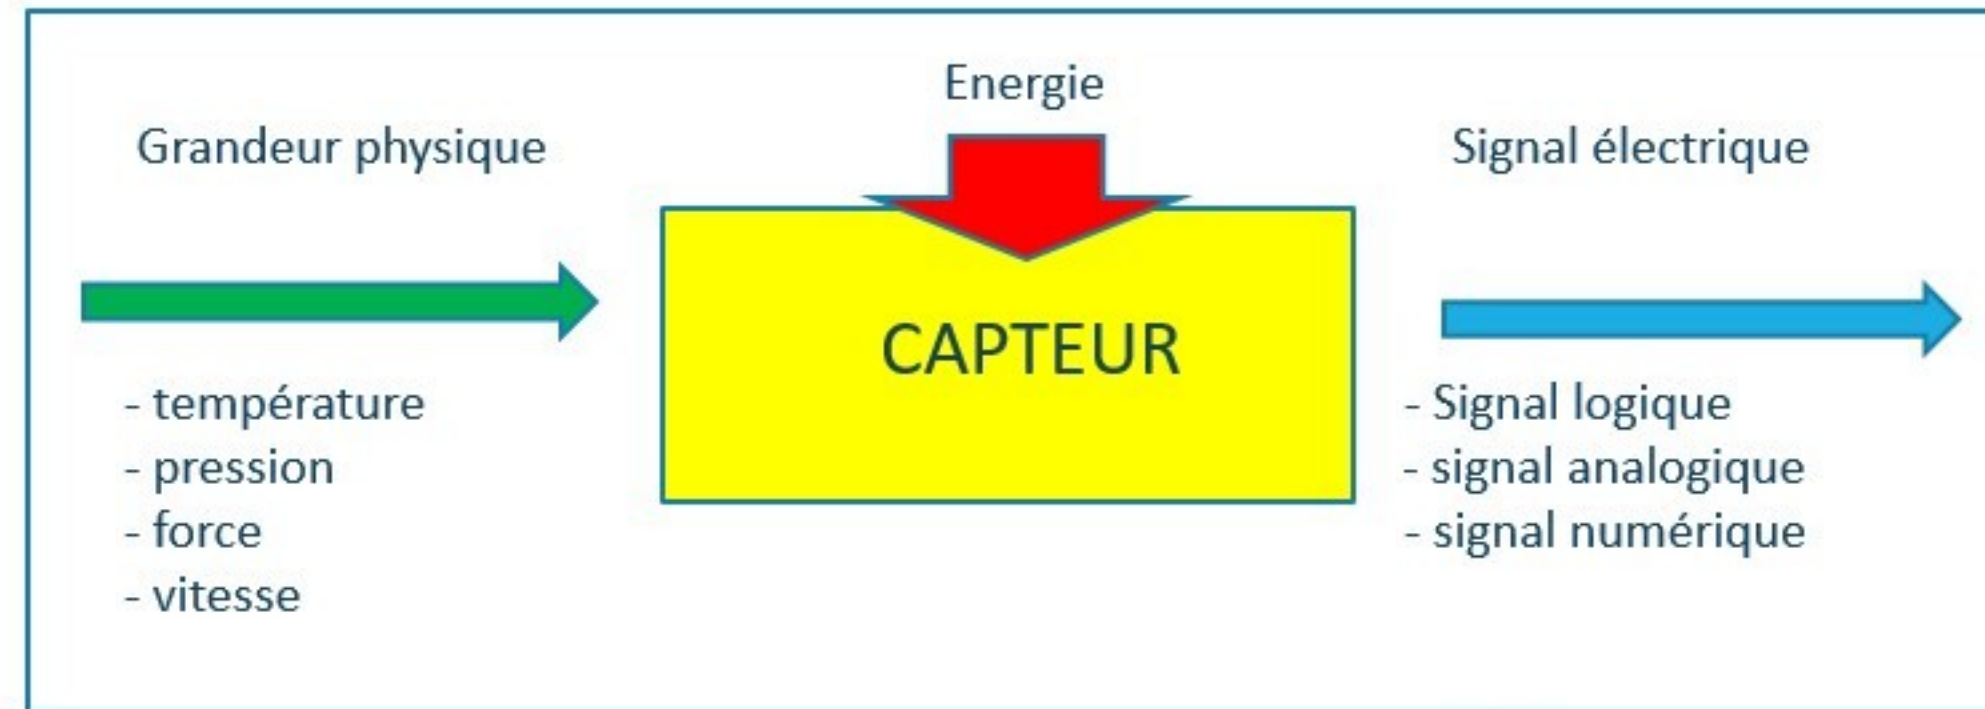 Energie
Grandeur physique
Signal électrique
CAPTEUR
- température
- pression
- force
- vitesse
- Signal logique
- signal analogique
- signal numérique